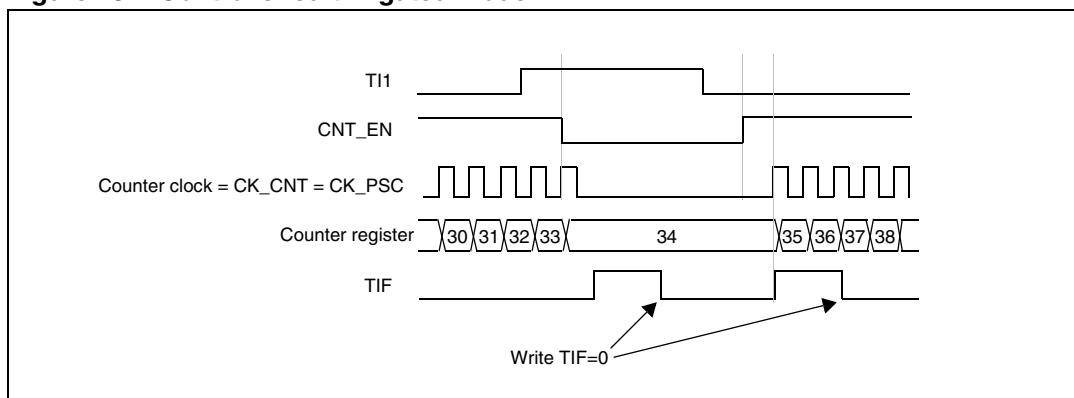 TI1
CNT_EN
Counter clock = CK_CNT = CK_PSC
Counter register 30 31 32 33 34 35 36 37 38
TIF
Write TIF=0